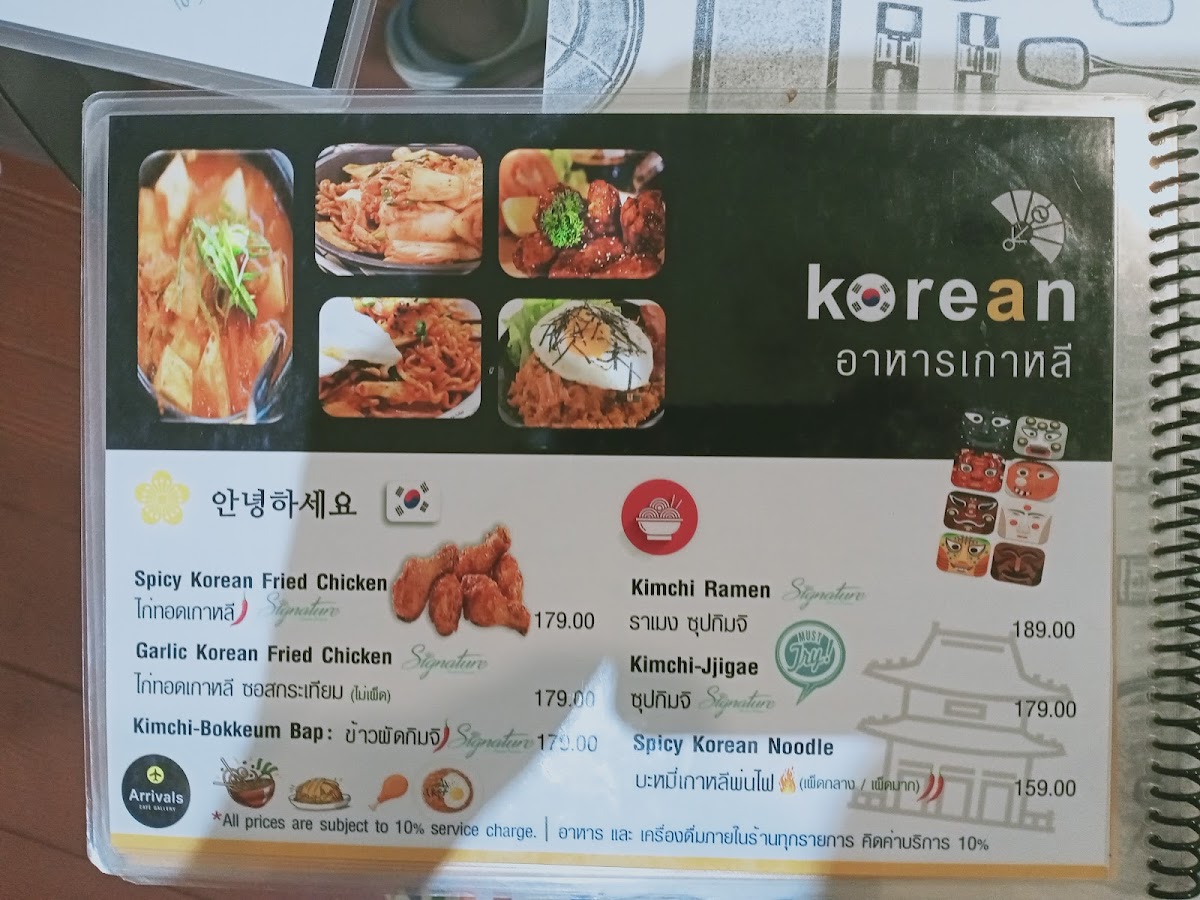 korean
อาหารเกาหลี
안녕하세요
Spicy Korean Fried Chicken
ไก่ทอดเกาหลี Signature 179.00
Garlic Korean Fried Chicken Signature
ไก่ทอดเกาหลี ซอสกระเทียม (ไม่เผ็ด) 179.00
Kimchi-Bokkeum Bap : ข้าวผัดกิมจิ Signature 179.00
Kimchi Ramen Signature
ราเมง ซุปกิมจิ 189.00
MUST
Try!
Kimchi-Jjigae
ซุปกิมจิ Signature 179.00
Spicy Korean Noodle
บะหมี่เกาหลีพ่นไฟ (เผ็ดกลาง / เผ็ดมาก) 159.00
Arrivals
CAFE GALLERY
*All prices are subject to 10% service charge. | อาหาร และ เครื่องดื่มภายในร้านทุกรายการ คิดค่าบริการ 10%